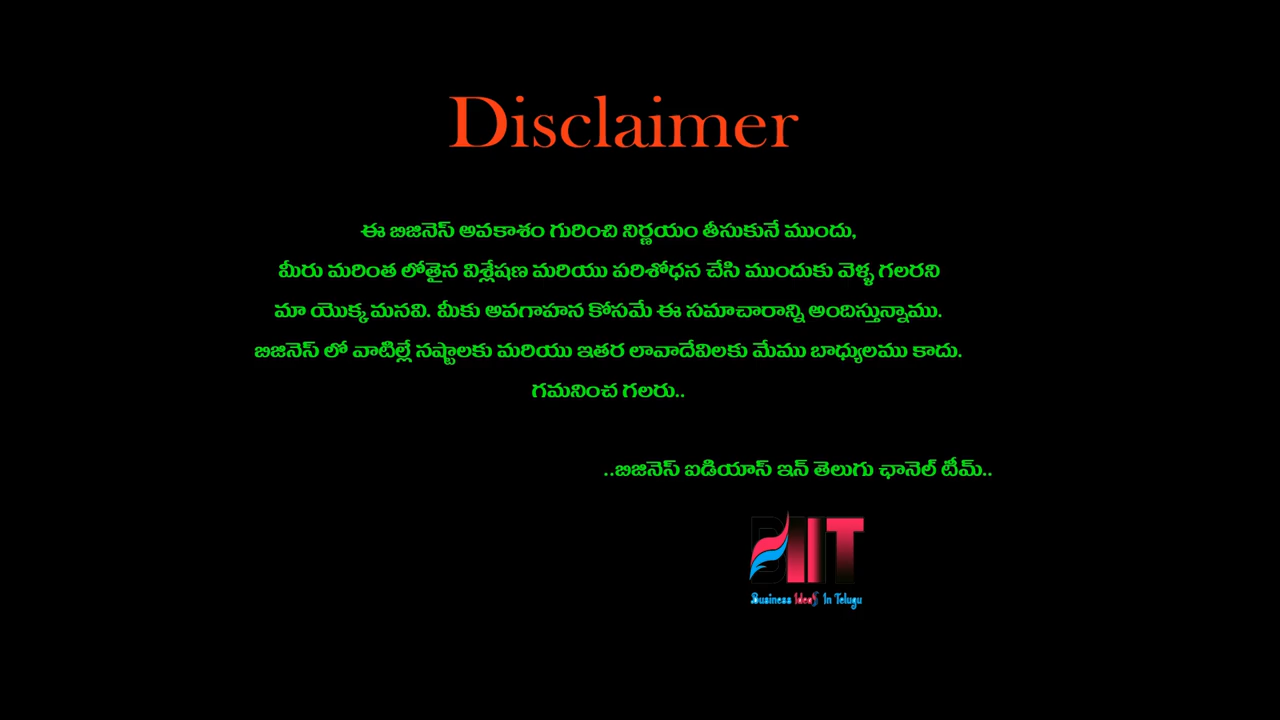 Disclaimer
ఈ బిజినెస్ అవకాశం గురించి నిర్ణయం తీసుకునే ముందు,
మీరు మరింత లోతైన విశ్లేషణ మరియు పరిశోధన చేసి ముందుకు వెళ్ళ గలరని
మా యొక్క మనవి. మీకు అవగాహన కోసమే ఈ సమాచారాన్ని అందిస్తున్నాము.
బిజినెస్ లో వాటిల్లే నష్టాలకు మరియు ఇతర లావాదేవిలకు మేము బాధ్యులము కాదు.
గమనించ గలరు..
..బిజినెస్ ఐడియాస్ ఇన్ తెలుగు ఛానెల్ టీమ్..
BIIT
Business IdeaS In Telugu